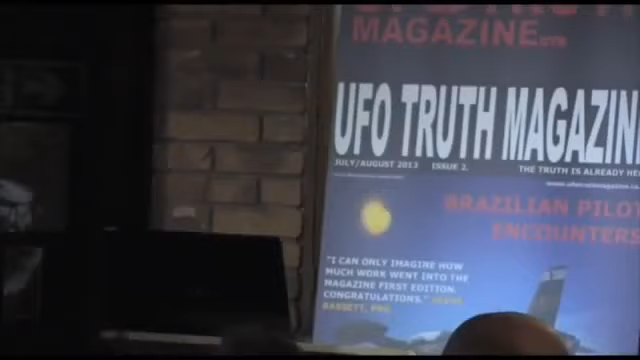 MAGAZINE
UFO TRUTH MAGAZIN
JULY/AUGUST 2013 ISSUE 2. THE TRUTH IS ALREADY HE
BRAZILIAN PILOT
ENCOUNTERS
"I CAN ONLY IMAGINE HOW
MUCH WORK WENT INTO THE
MAGAZINE FIRST EDITION.
CONGRATULATIONS."
BASSETT, PRG